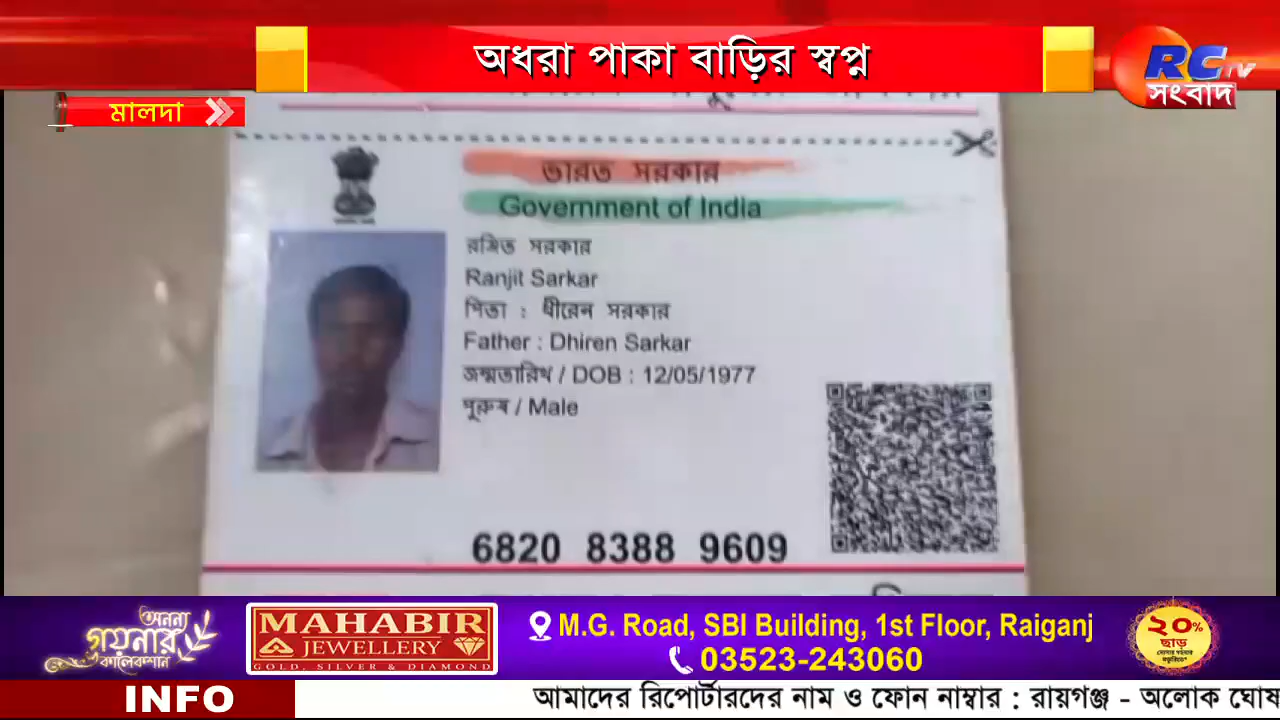 অধরা পাকা বাড়ির স্বপ্ন
RC TV
সংবাদ
মালদা
ভারত সরকার
Government of India
রঞ্জিত সরকার
Ranjit Sarkar
পিতা : ধীরেন সরকার
Father : Dhiren Sarkar
জন্মতারিখ / DOB : 12/05/1977
পুরুষ / Male
6820 8388 9609
অনন্য
গয়নার
কালেকশান
MAHABIR
JEWELLERY
GOLD, SILVER & DIAMOND
M.G. Road, SBI Building, 1st Floor, Raiganj
03523-243060
২০%
ছাড়
INFO
আমাদের রিপোর্টারদের নাম ও ফোন নাম্বার : রায়গঞ্জ - অলোক ঘোষ